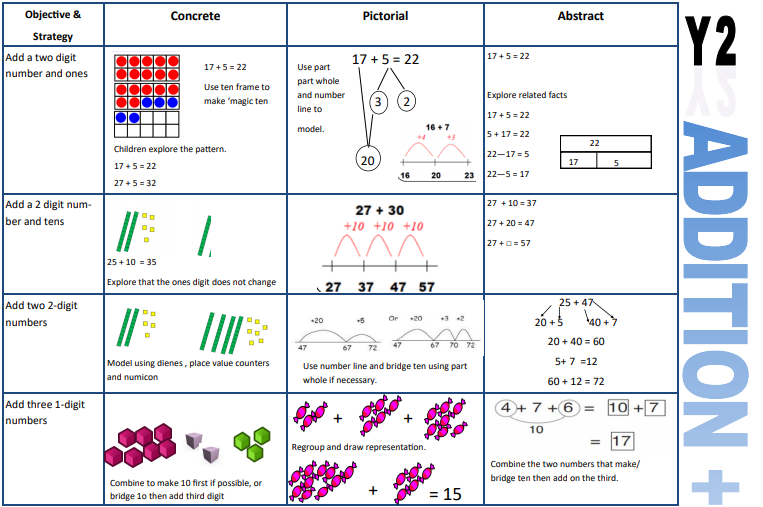 Objective &
Strategy
Concrete
Pictorial
Abstract
Y2
ADDITION +
Add a two digit
number and ones
17 + 5 = 22
Use ten frame to
make ‘magic ten
Children explore the pattern.
17 + 5 = 22
27 + 5 = 32
Use part
part whole
and number
line to
model.
17 + 5 = 22
3 2
20
16 + 7
+4 +3
16 20 23
17 + 5 = 22
Explore related facts
17 + 5 = 22
5 + 17 = 22
22—17 = 5
22—5 = 17
22
17 5
Add a 2 digit num-
ber and tens
25 + 10 = 35
Explore that the ones digit does not change
27 + 30
+10 +10 +10
27 37 47 57
27 + 10 = 37
27 + 20 = 47
27 + □ = 57
Add two 2-digit
numbers
Model using dienes , place value counters
and numicon
+20 +5 Or +20 +3 +2
47 67 72 47 67 70 72
Use number line and bridge ten using part
whole if necessary.
25 + 47
20 + 5 40 + 7
20 + 40 = 60
5+ 7 =12
60 + 12 = 72
Add three 1-digit
numbers
Combine to make 10 first if possible, or
bridge 1o then add third digit
+ +
Regroup and draw representation.
+ = 15
4 + 7 + 6 = 10 + 7
10
= 17
Combine the two numbers that make/
bridge ten then add on the third.